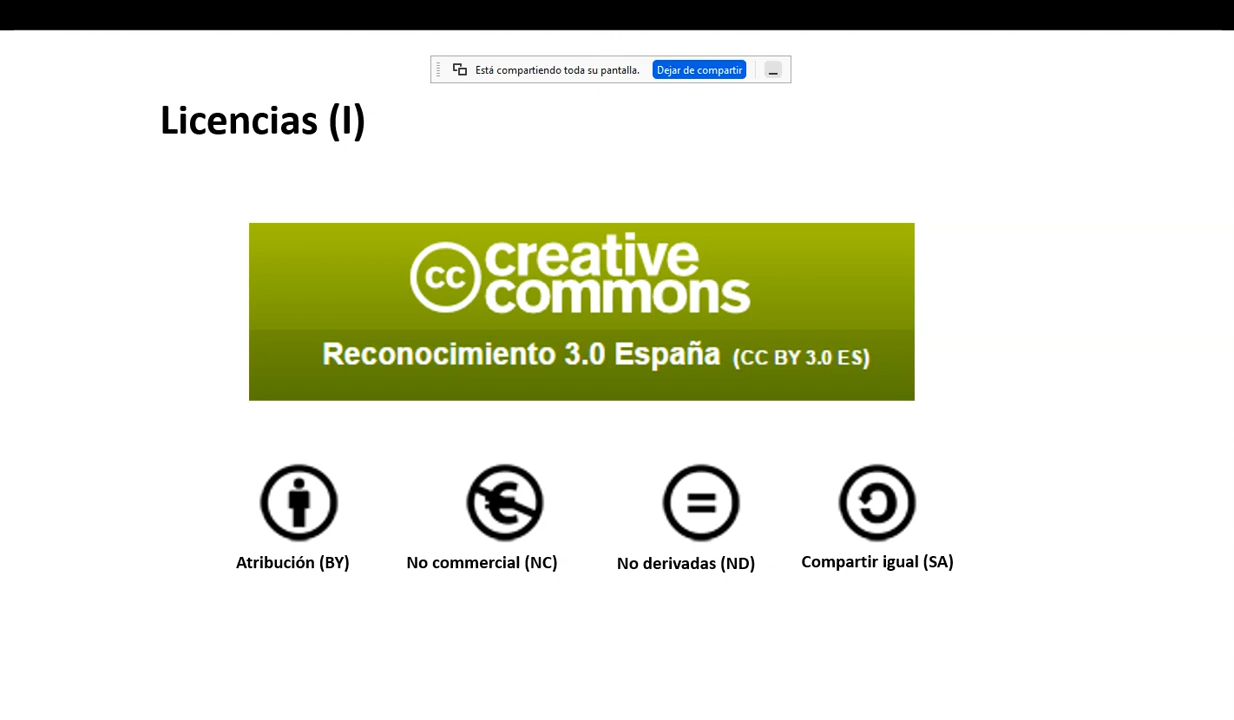 Está compartiendo toda su pantalla. Dejar de compartir
Licencias (I)
cc creative
commons
Reconocimiento 3.0 España (CC BY 3.0 ES)
Atribución (BY) No commercial (NC) No derivadas (ND) Compartir igual (SA)